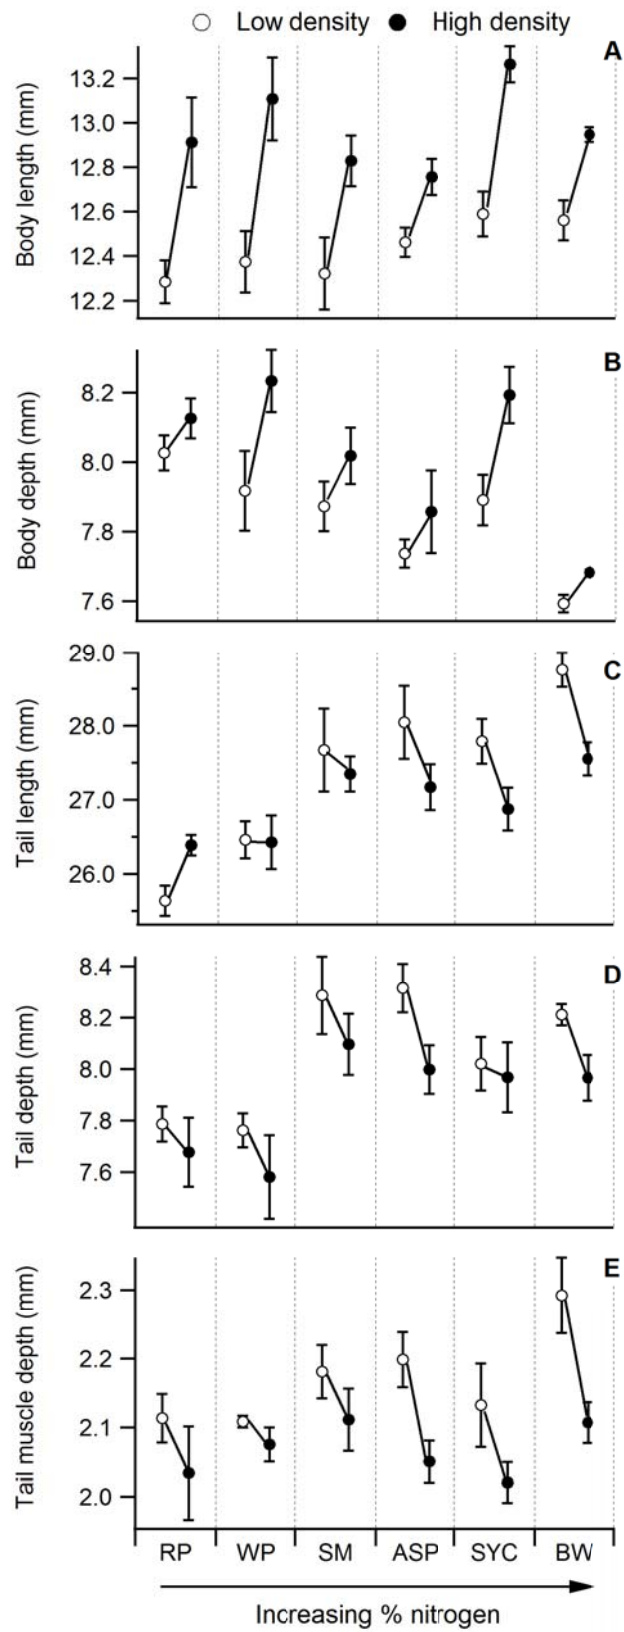 Low density High density
A
Body length (mm)
13.2
13.0
12.8
12.6
12.4
12.2
B
Body depth (mm)
8.2
8.0
7.8
7.6
C
Tail length (mm)
29.0
28.0
27.0
26.0
D
Tail depth (mm)
8.4
8.2
8.0
7.8
7.6
E
Tail muscle depth (mm)
2.3
2.2
2.1
2.0
RP WP SM ASP SYC BW
Increasing % nitrogen